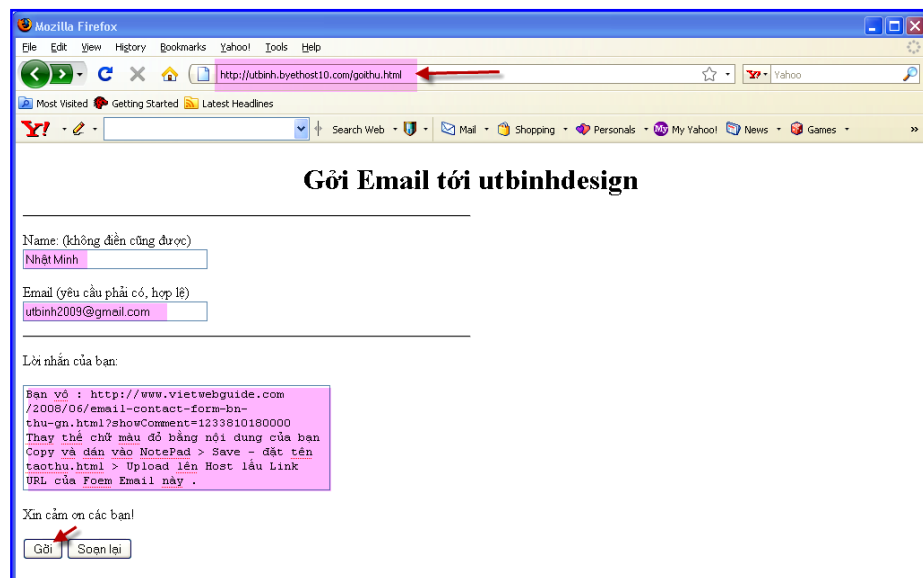 Mozilla Firefox
File Edit View History Bookmarks Yahoo! Tools Help
http://utbinh.byethost10.com/goithu.html
Y! Yahoo
Most Visited Getting Started Latest Headlines
Y! Search Web Mail Shopping Personals My My Yahoo! News Games »
Gởi Email tới utbinhdesign
Name: (không điền cũng được)
Nhật Minh
Email (yêu cầu phải có, hợp lệ)
utbinh2009@gmail.com
Lời nhắn của bạn:
Bạn vô : http://www.vietwebguide.com
/2008/06/email-contact-form-bn-
thu-gn.html?showComment=1233810180000
Thay thế chữ màu đỏ bằng nội dung của bạn
Copy và dán vào NotePad > Save - đặt tên
taothu.html > Upload lên Host lấu Link
URL của Foem Email này .
Xin cảm ơn các bạn!
Gởi Soạn lại